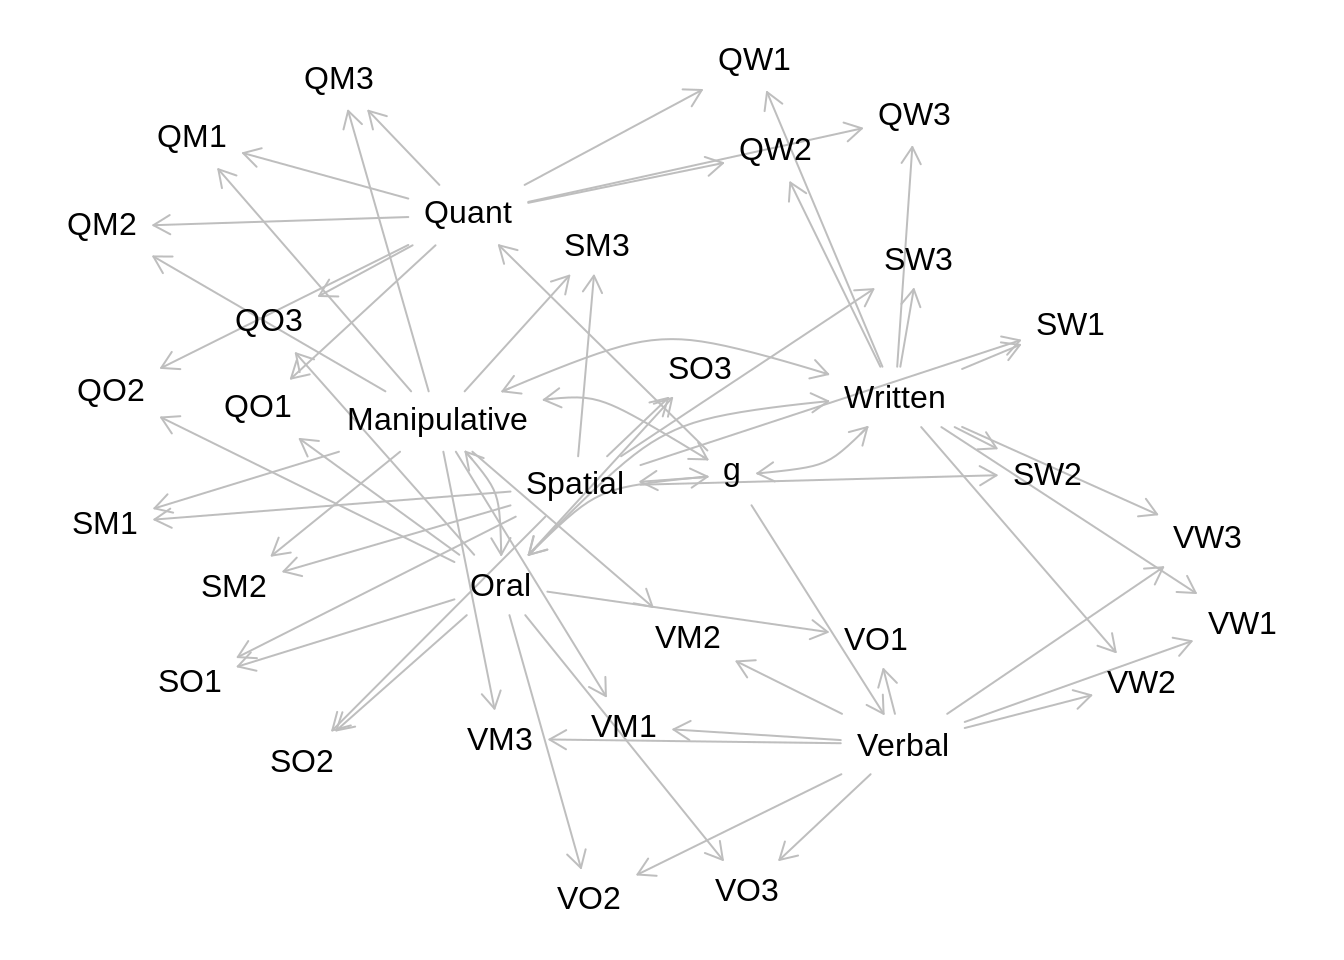 QW1
QM3
QW3
QM1
QW2
Quant
QM2
SM3
SW3
QO3
SW1
SO3
QO2
Written
QO1
Manipulative
g
SW2
Spatial
SM1
VW3
SM2
Oral
VW1
VM2
VO1
SO1
VW2
VM1
VM3
Verbal
SO2
VO3
VO2